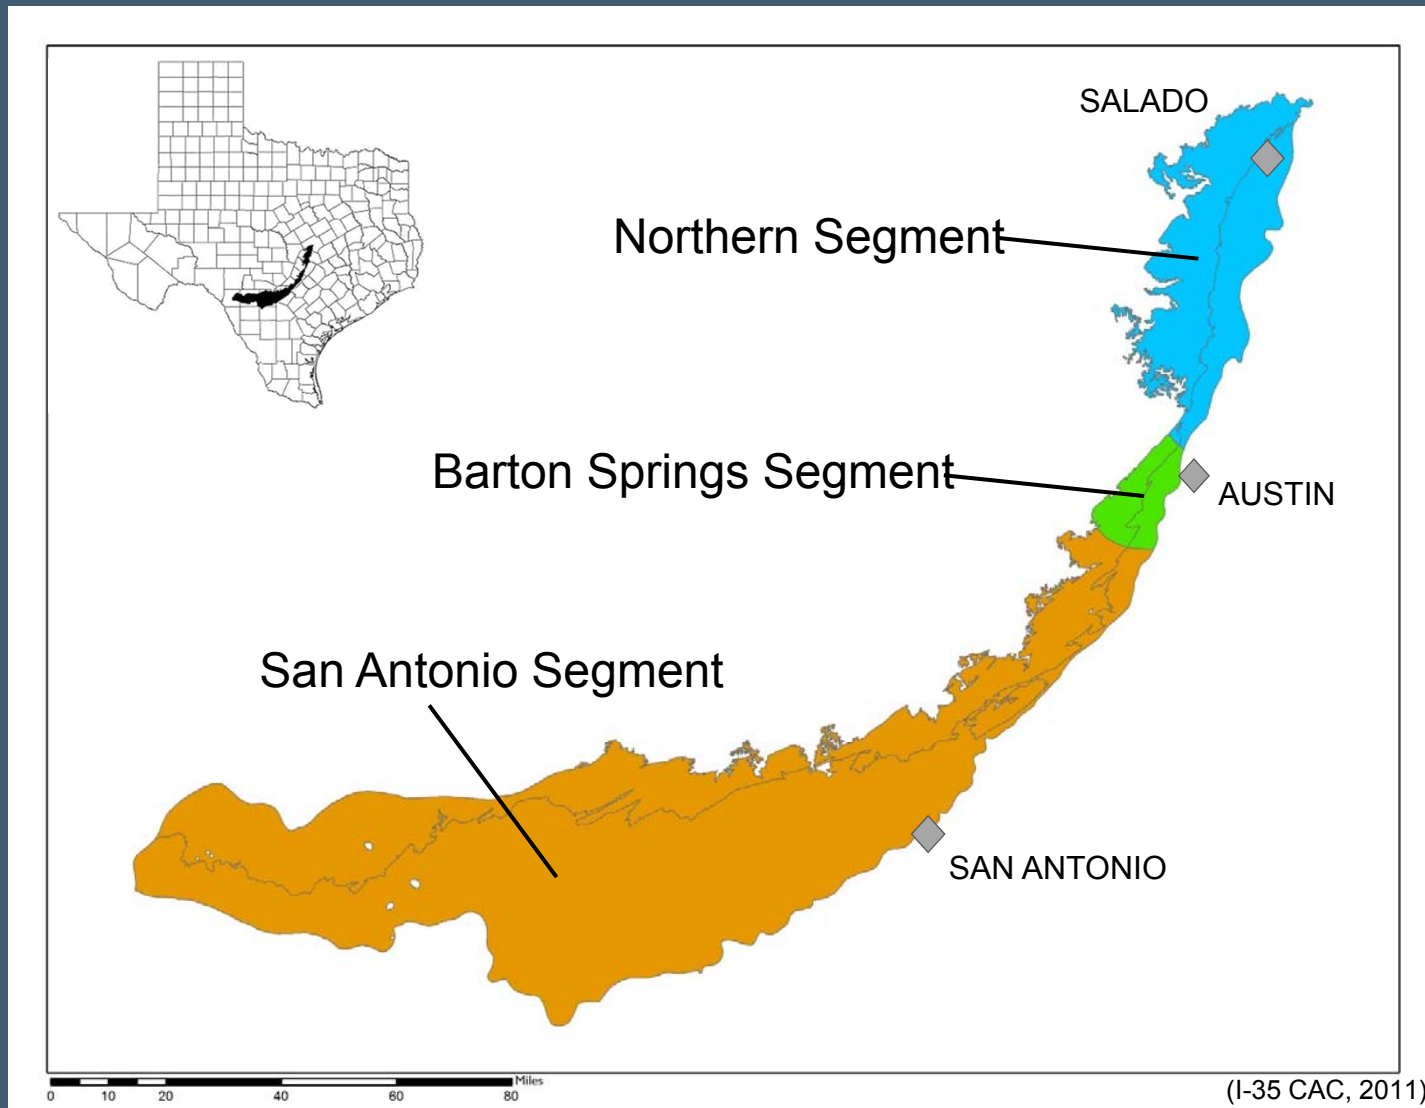 SALADO
Northern Segment
Barton Springs Segment
AUSTIN
San Antonio Segment
SAN ANTONIO
Miles
0 10 20 40 60 80
(I-35 CAC, 2011)